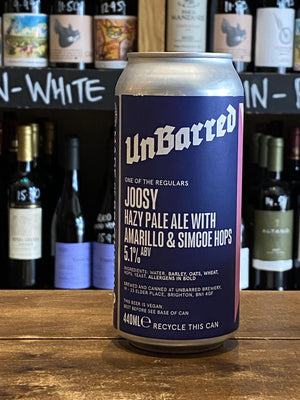 N-WHITE
IN-
UnBarred
ONE OF THE REGULARS
JOOSY
HAZY PALE ALE WITH
AMARILLO & SIMCOE HOPS
5.1% ABV
INGREDIENTS: WATER, BARLEY, OATS, WHEAT,
HOPS, YEAST. ALLERGENS IN BOLD
BREWED AND CANNED AT UNBARRED BREWERY,
ELDER PLACE, BRIGHTON, BN1 4GF
THIS BEER IS VEGAN.
BEST BEFORE SEE BASE OF CAN
440ML℮ RECYCLE THIS CAN
ALTANO